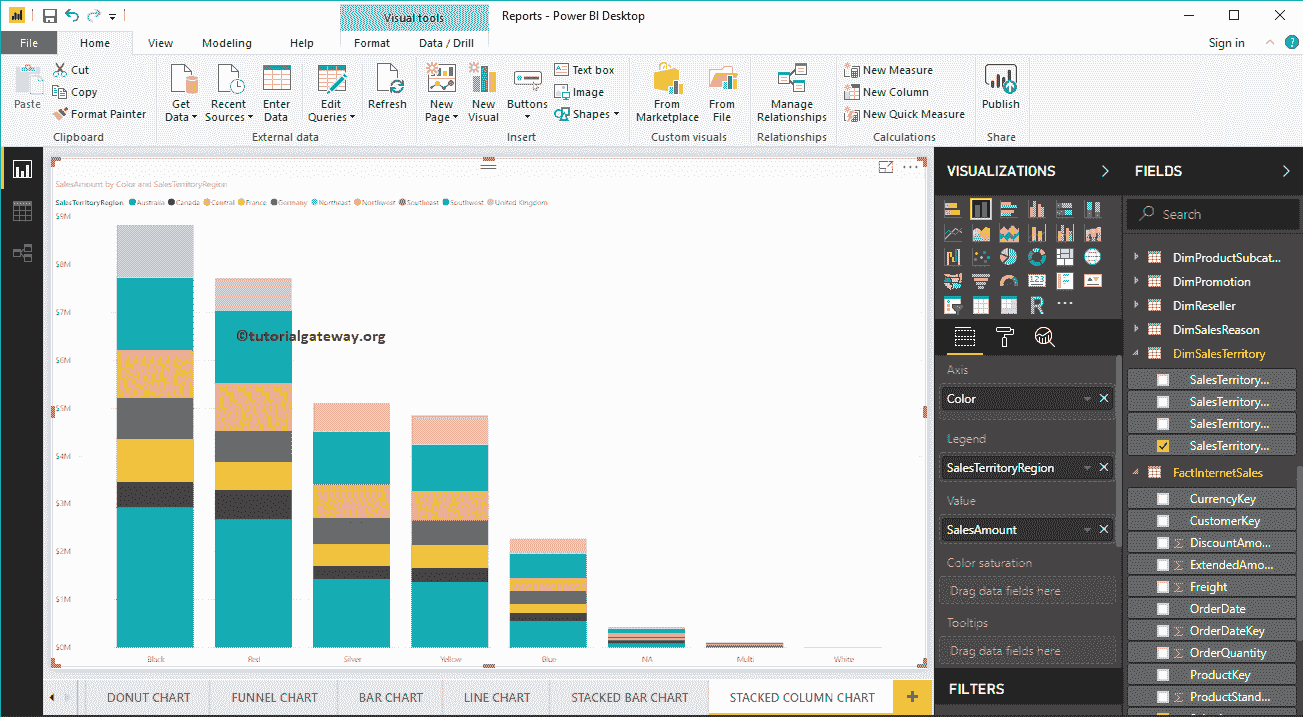 Visual tools
Reports - Power BI Desktop
File
Home
View
Modeling
Help
Format
Data / Drill
Sign in
?
Paste
Cut
Copy
Format Painter
Get Data
Recent Sources
Enter Data
Edit Queries
Refresh
New Page
New Visual
Buttons
Text box
Image
Shapes
From Marketplace
From File
Manage Relationships
New Measure
New Column
New Quick Measure
Publish
Clipboard
External data
Insert
Custom visuals
Relationships
Calculations
Share
SalesAmount by Color and SalesTerritoryRegion
SalesTerritoryRegion Australia Canada Central France Germany Northeast Northwest Southeast Southwest United Kingdom
$9M
$8M
$7M
$6M
$5M
$4M
$3M
$2M
$1M
$0M
©tutorialgateway.org
Black Red Silver Yellow Blue NA Multi White
DONUT CHART
FUNNEL CHART
BAR CHART
LINE CHART
STACKED BAR CHART
STACKED COLUMN CHART
+
VISUALIZATIONS
123
R
Axis
Color
Legend
SalesTerritoryRegion
Value
SalesAmount
Color saturation
Drag data fields here
Tooltips
Drag data fields here
FILTERS
FIELDS
Search
DimProductSubcat...
DimPromotion
DimReseller
DimSalesReason
DimSalesTerritory
SalesTerritory...
SalesTerritory...
SalesTerritory...
SalesTerritory...
FactInternetSales
CurrencyKey
CustomerKey
Σ DiscountAmo...
Σ ExtendedAmo...
Σ Freight
OrderDate
Σ OrderDateKey
Σ OrderQuantity
ProductKey
Σ ProductStand...